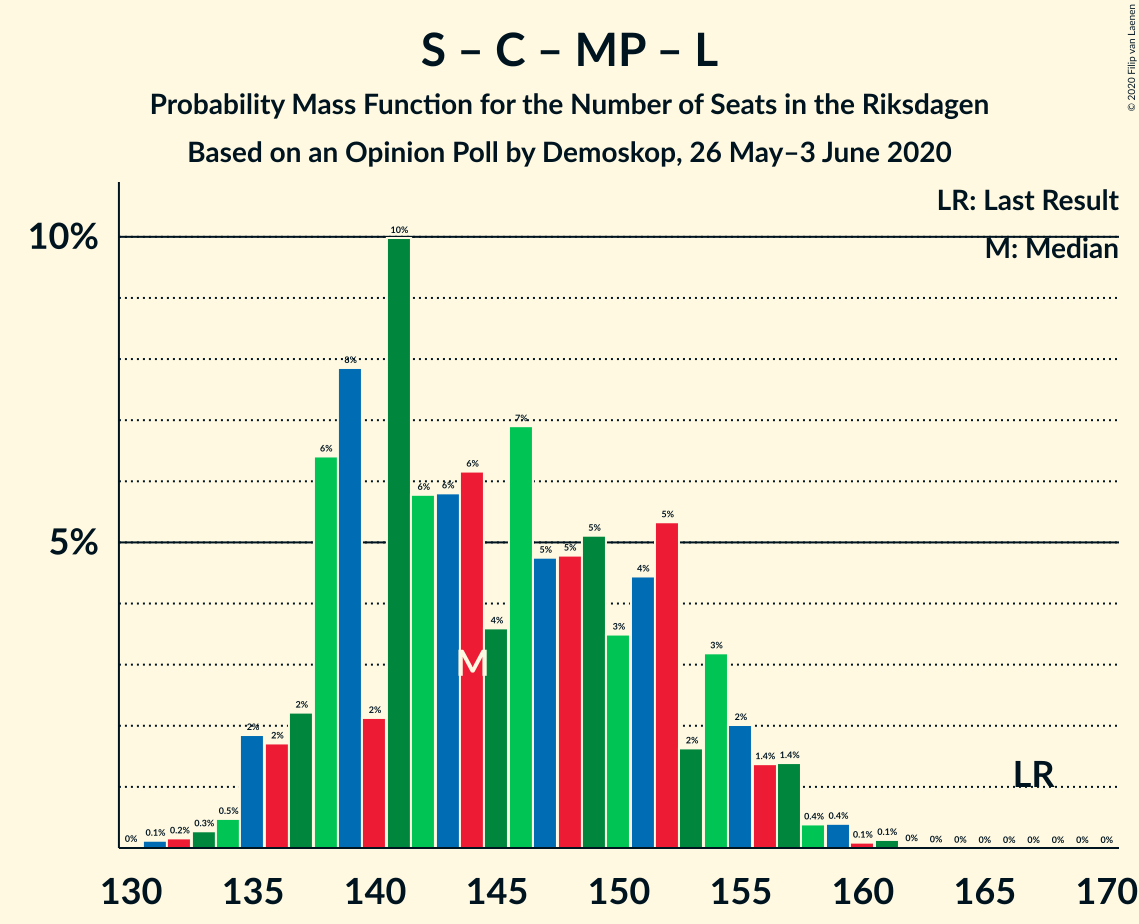 S – C – MP – L
Probability Mass Function for the Number of Seats in the Riksdagen
Based on an Opinion Poll by Demoskop, 26 May–3 June 2020
© 2020 Filip van Laenen
LR: Last Result
M: Median
10%
5%
0% 0.1% 0.2% 0.3% 0.5% 2% 2% 2% 6% 8% 2% 10% 6% 6% 6% 4% 7% 5% 5% 5% 3% 4% 5% 2% 3% 2% 1.4% 1.4% 0.4% 0.4% 0.1% 0.1% 0% 0% 0% 0% 0% 0% 0% 0% 0%
M
LR
130 135 140 145 150 155 160 165 170